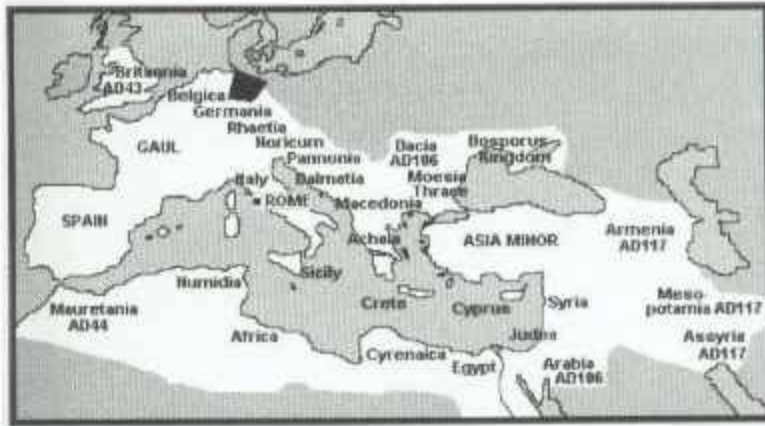 Britannia
AD43
Belgica
Germania
Rhaetia
GAUL
Noricum
Pannonia
Dacia
AD106
Bosporus
Kingdom
Moesia
Thrace
Italy
Dalmatia
ROME
Macedonia
SPAIN
Achaia
ASIA MINOR
Armenia
AD117
Sicily
Numidia
Mauretania
AD44
Crete
Cyprus
Syria
Meso-
potamia AD117
Africa
Judea
Assyria
AD117
Cyrenaica
Egypt
Arabia
AD106